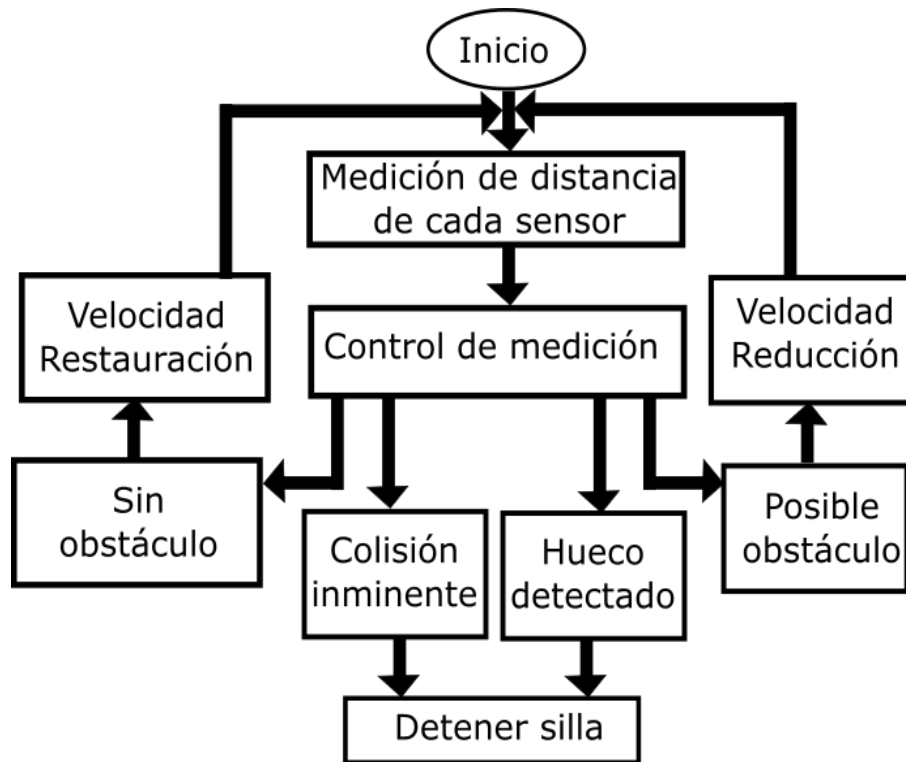 Inicio
Medición de distancia
de cada sensor
Velocidad
Restauración
Control de medición
Velocidad
Reducción
Sin
obstáculo
Colisión
inminente
Hueco
detectado
Posible
obstáculo
Detener silla